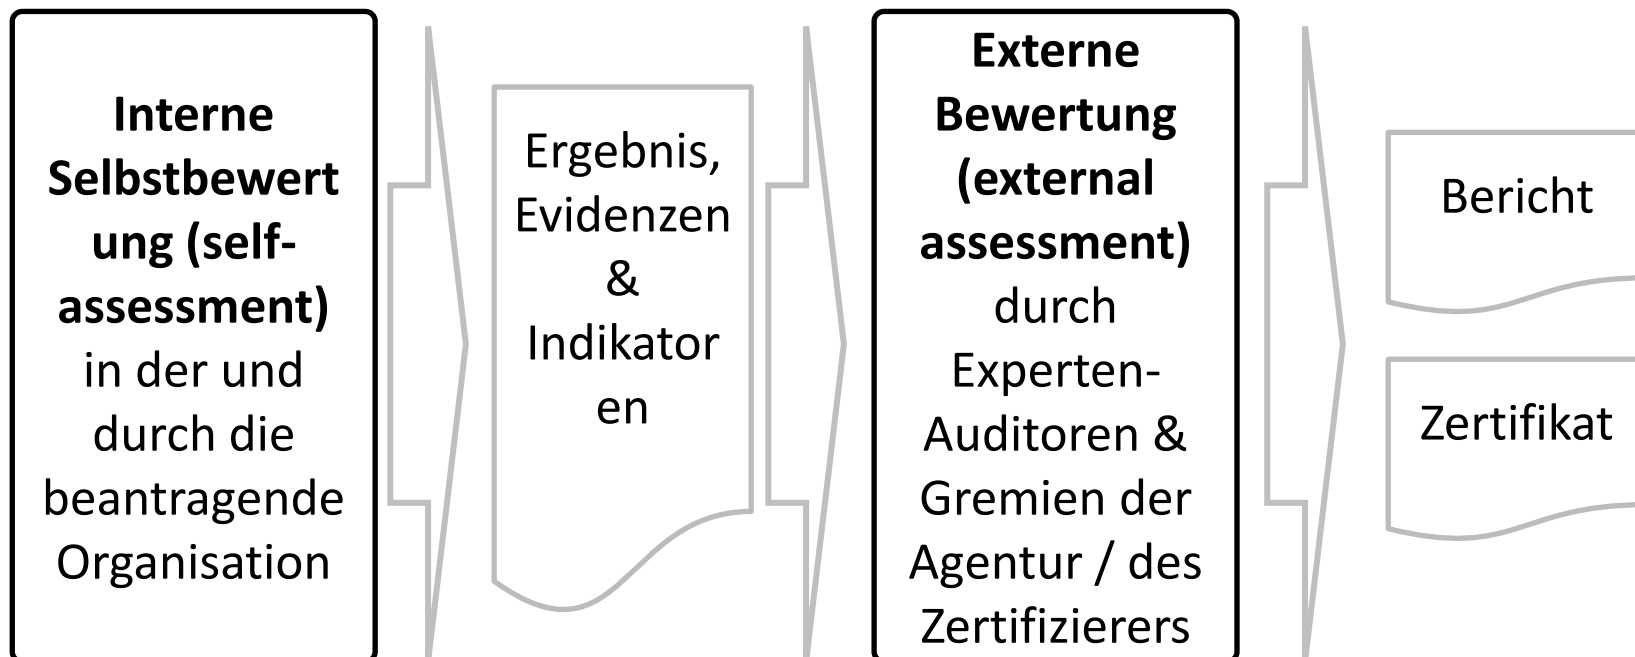 Interne
Selbstbewert
ung (self-
assessment)
in der und
durch die
beantragende
Organisation
Ergebnis,
Evidenzen
&
Indikator
en
Externe
Bewertung
(external
assessment)
durch
Experten-
Auditoren &
Gremien der
Agentur / des
Zertifizierers
Bericht
Zertifikat